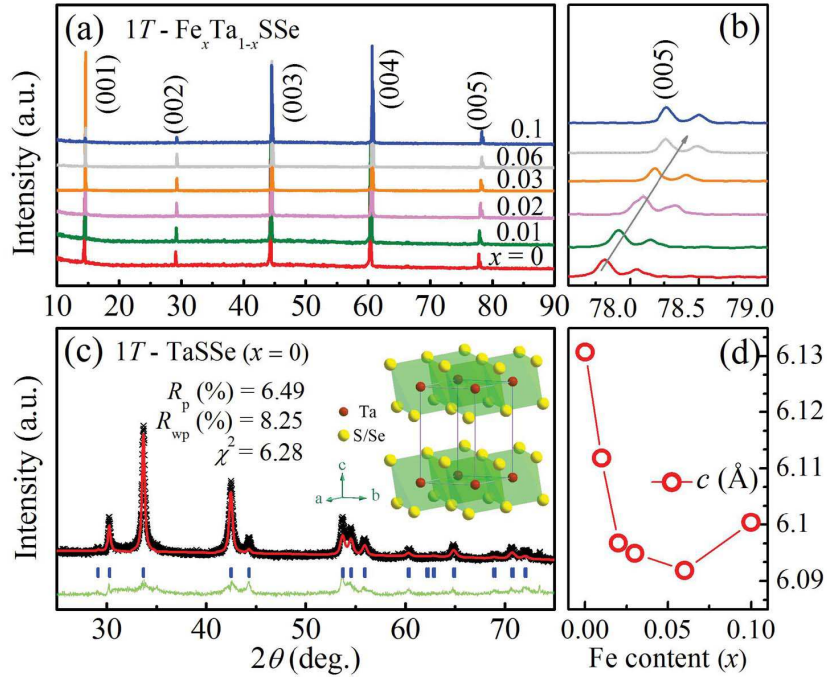 (a) 1T - FeₓTa₁₋ₓSSe
(001)
(002)
(003)
(004)
(005)
0.1
0.06
0.03
0.02
0.01
x = 0
Intensity (a.u.)
10 20 30 40 50 60 70 80 90
(b)
(005)
78.0 78.5 79.0
(c) 1T - TaSSe (x = 0)
Rp (%) = 6.49
Rwp (%) = 8.25
χ² = 6.28
Ta
S/Se
c
a
b
Intensity (a.u.)
30 40 50 60 70
2θ (deg.)
(d)
6.13
6.12
6.11
6.1
6.09
c (Å)
0.00 0.05 0.10
Fe content (x)